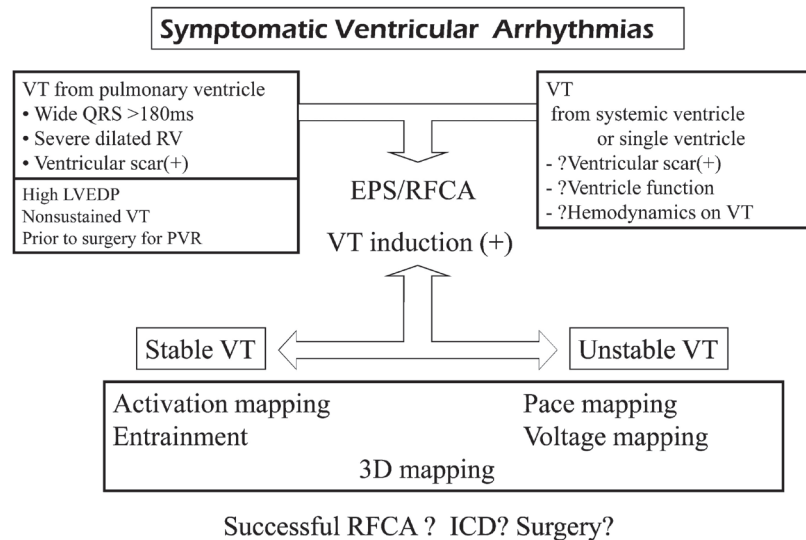 Symptomatic Ventricular Arrhythmias
VT from pulmonary ventricle
• Wide QRS >180ms
• Severe dilated RV
• Ventricular scar(+)
High LVEDP
Nonsustained VT
Prior to surgery for PVR
VT
from systemic ventricle
or single ventricle
- ?Ventricular scar(+)
- ?Ventricle function
- ?Hemodynamics on VT
EPS/RFCA
VT induction (+)
Stable VT
Unstable VT
Activation mapping
Entrainment
Pace mapping
Voltage mapping
3D mapping
Successful RFCA ? ICD? Surgery?